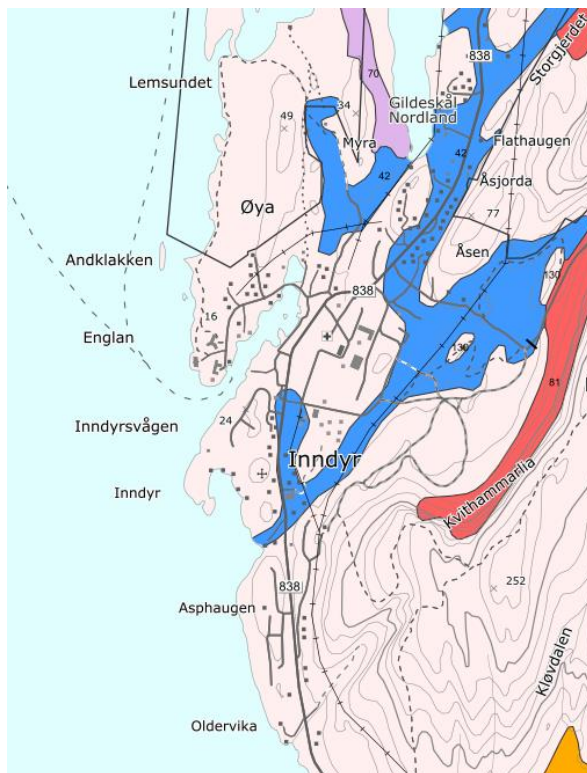 838
Storgjerdet
Lemsundet
70
Gildeskål
Nordland
34
49
Myra
Flathaugen
42
42
Åsjorda
Øya
77
Åsen
Andklakken
130
838
16
Englan
130
81
24
Inndyrsvågen
Inndyr
Inndyr
Kvithammarlia
838
252
Asphaugen
Kløvdalen
Oldervika